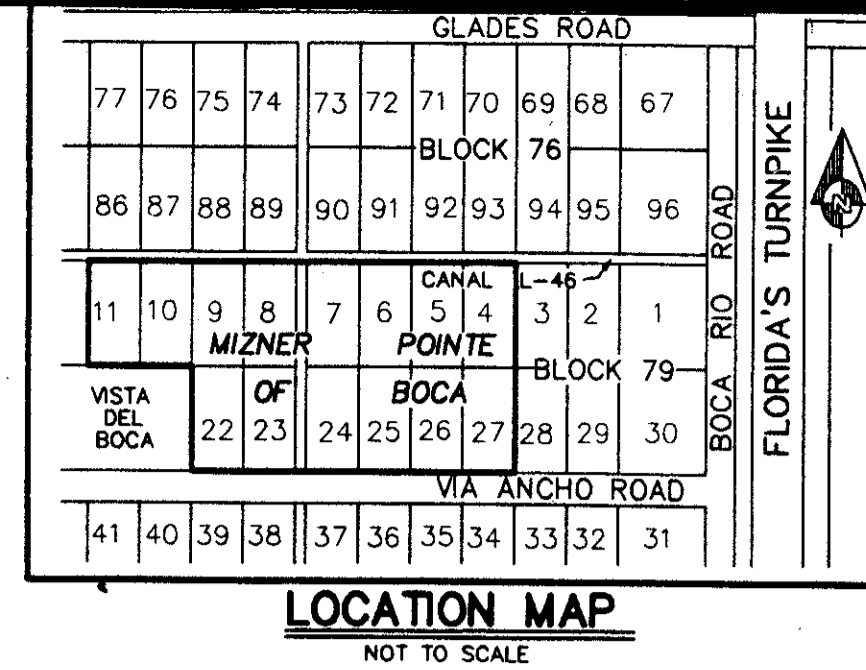 GLADES ROAD
77 76 75 74 73 72 71 70 69 68 67
BLOCK 76
86 87 88 89 90 91 92 93 94 95 96
CANAL L-46
11 10 9 8 7 6 5 4 3 2 1
MIZNER POINTE
BLOCK 79
OF BOCA
VISTA
DEL
BOCA
22 23 24 25 26 27 28 29 30
VIA ANCHO ROAD
41 40 39 38 37 36 35 34 33 32 31
BOCA RIO ROAD
FLORIDA'S TURNPIKE
N
LOCATION MAP
NOT TO SCALE